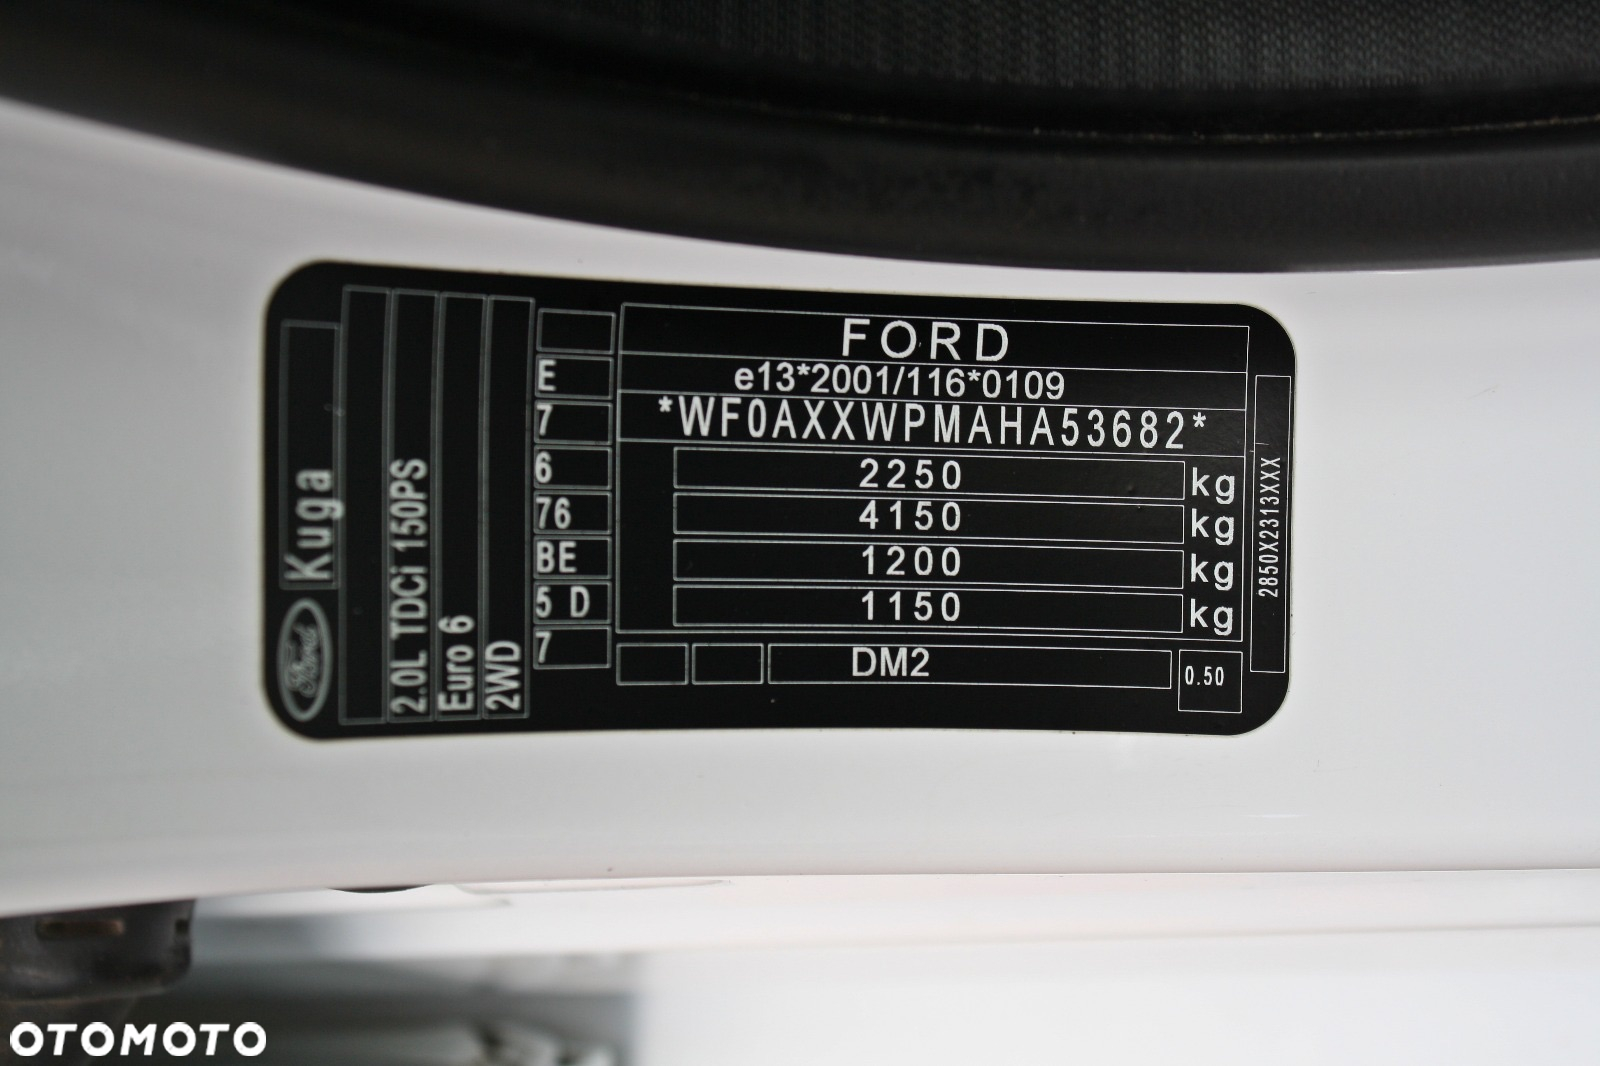 FORD
e13*2001/116*0109
*WF0AXXWPMAHA53682*
2250 kg
4150 kg
1200 kg
1150 kg
DM2
0.50
2850X2313XXX
E
7
6
76
BE
5 D
7
Ford Kuga
2.0L TDCi 150PS
Euro 6
2WD
OTOMOTO